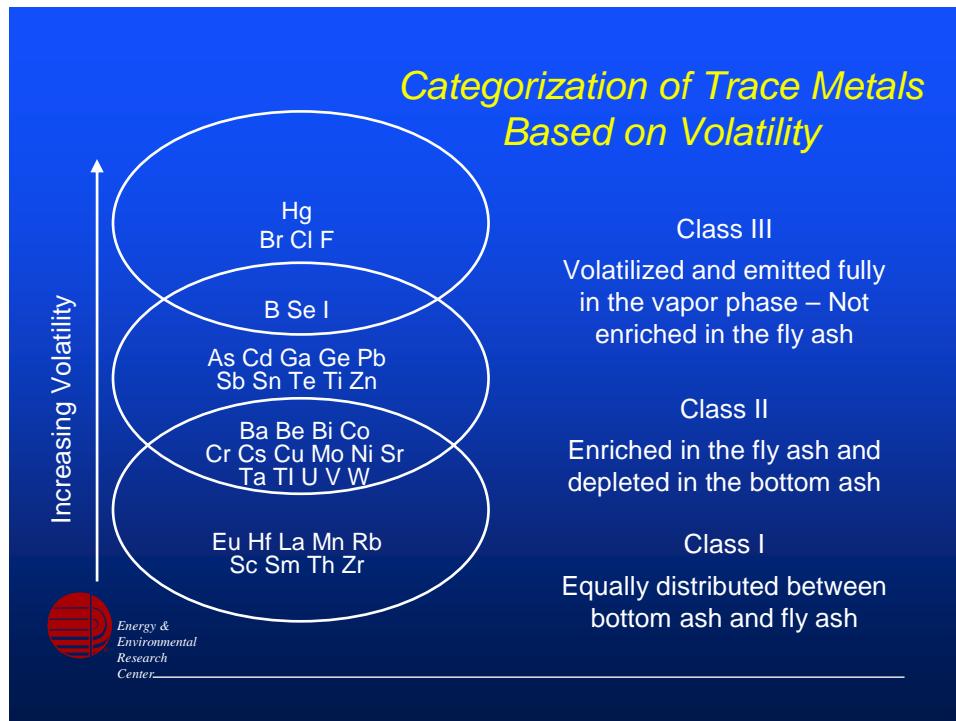 Categorization of Trace Metals
Based on Volatility
Increasing Volatility
Hg
Br Cl F
B Se I
As Cd Ga Ge Pb
Sb Sn Te Ti Zn
Ba Be Bi Co
Cr Cs Cu Mo Ni Sr
Ta Tl U V W
Eu Hf La Mn Rb
Sc Sm Th Zr
Class III
Volatilized and emitted fully
in the vapor phase – Not
enriched in the fly ash
Class II
Enriched in the fly ash and
depleted in the bottom ash
Class I
Equally distributed between
bottom ash and fly ash
Energy &
Environmental
Research
Center